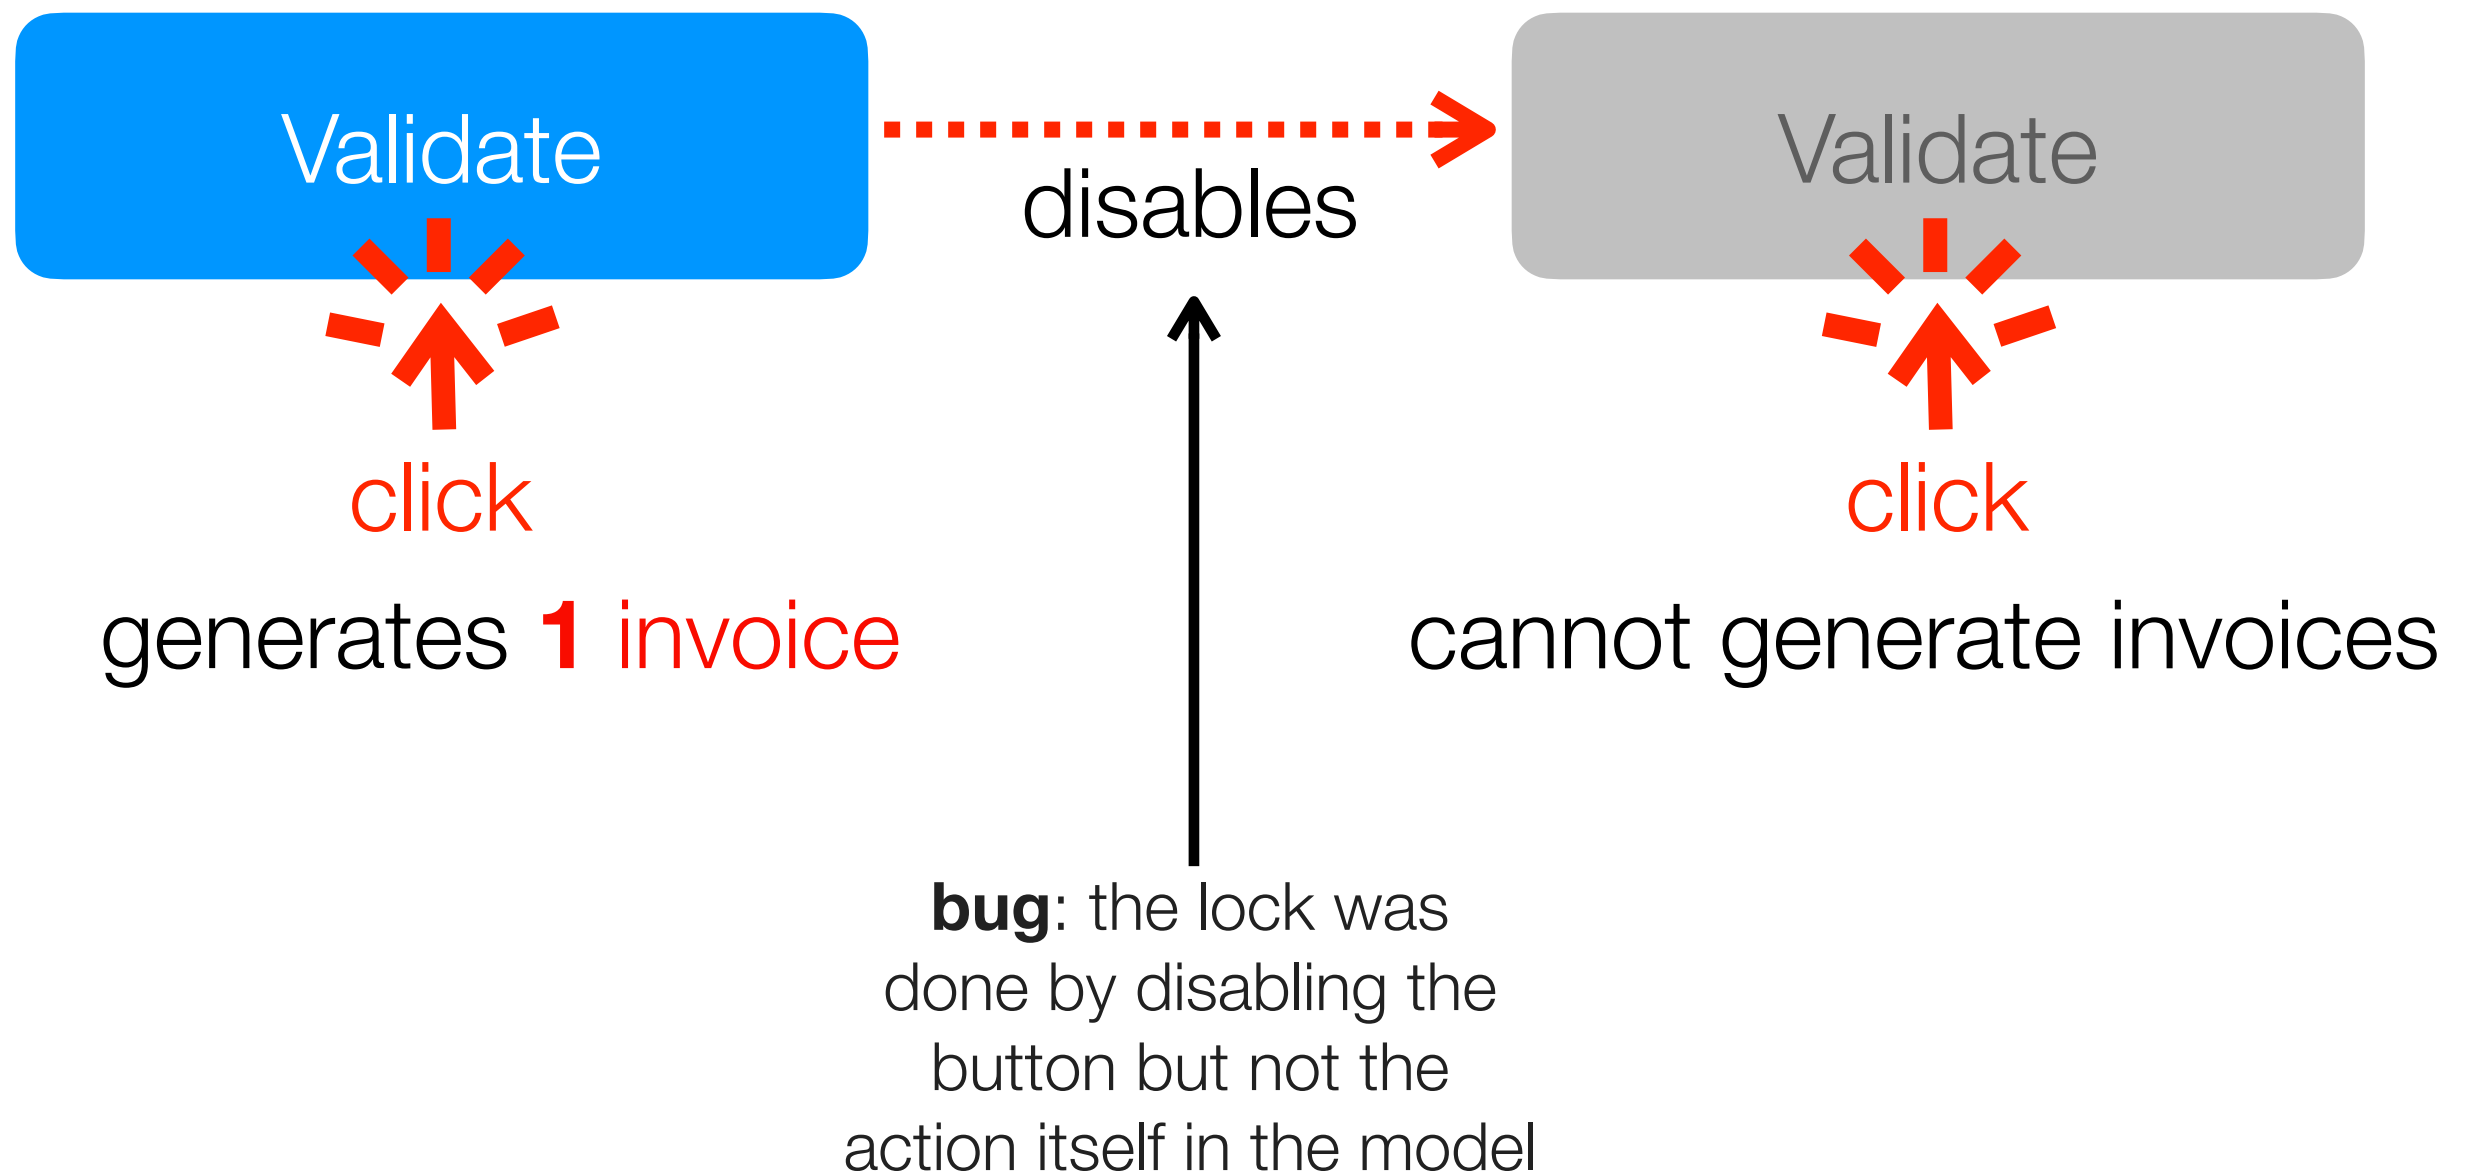 Validate
disables
Validate
click
click
generates 1 invoice
cannot generate invoices
bug: the lock was
done by disabling the
button but not the
action itself in the model